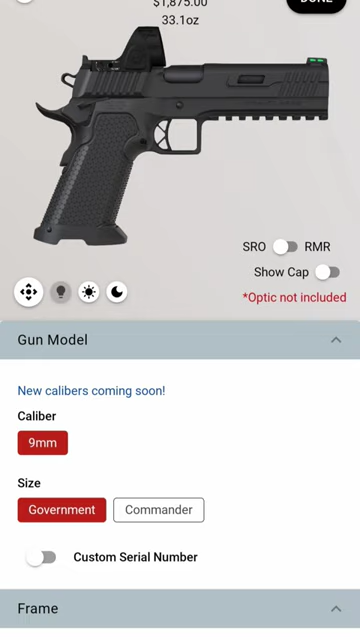 $1,875.00
DONE
33.1oz
SRO RMR
Show Cap
*Optic not included
Gun Model
New calibers coming soon!
Caliber
9mm
Size
Government Commander
Custom Serial Number
Frame